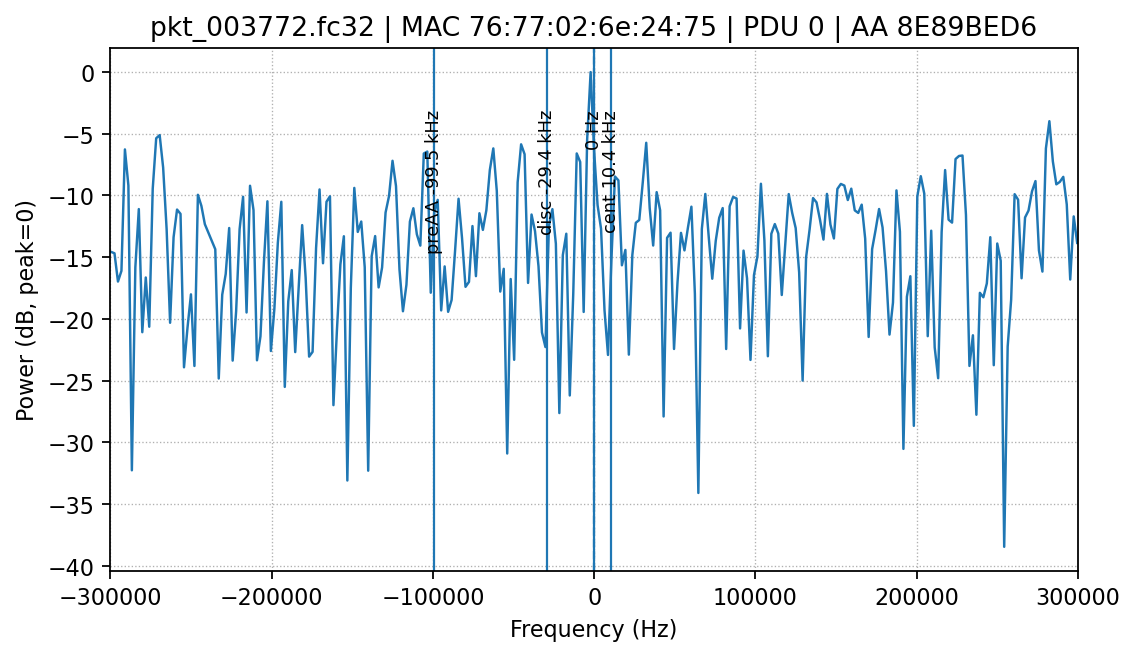 pkt_003772.fc32 | MAC 76:77:02:6e:24:75 | PDU 0 | AA 8E89BED6
Power (dB, peak=0)
0
−5
−10
−15
−20
−25
−30
−35
−40
preAA -99.5 kHz
disc -29.4 kHz
0 Hz
cent 10.4 kHz
−300000
−200000
−100000
0
100000
200000
300000
Frequency (Hz)